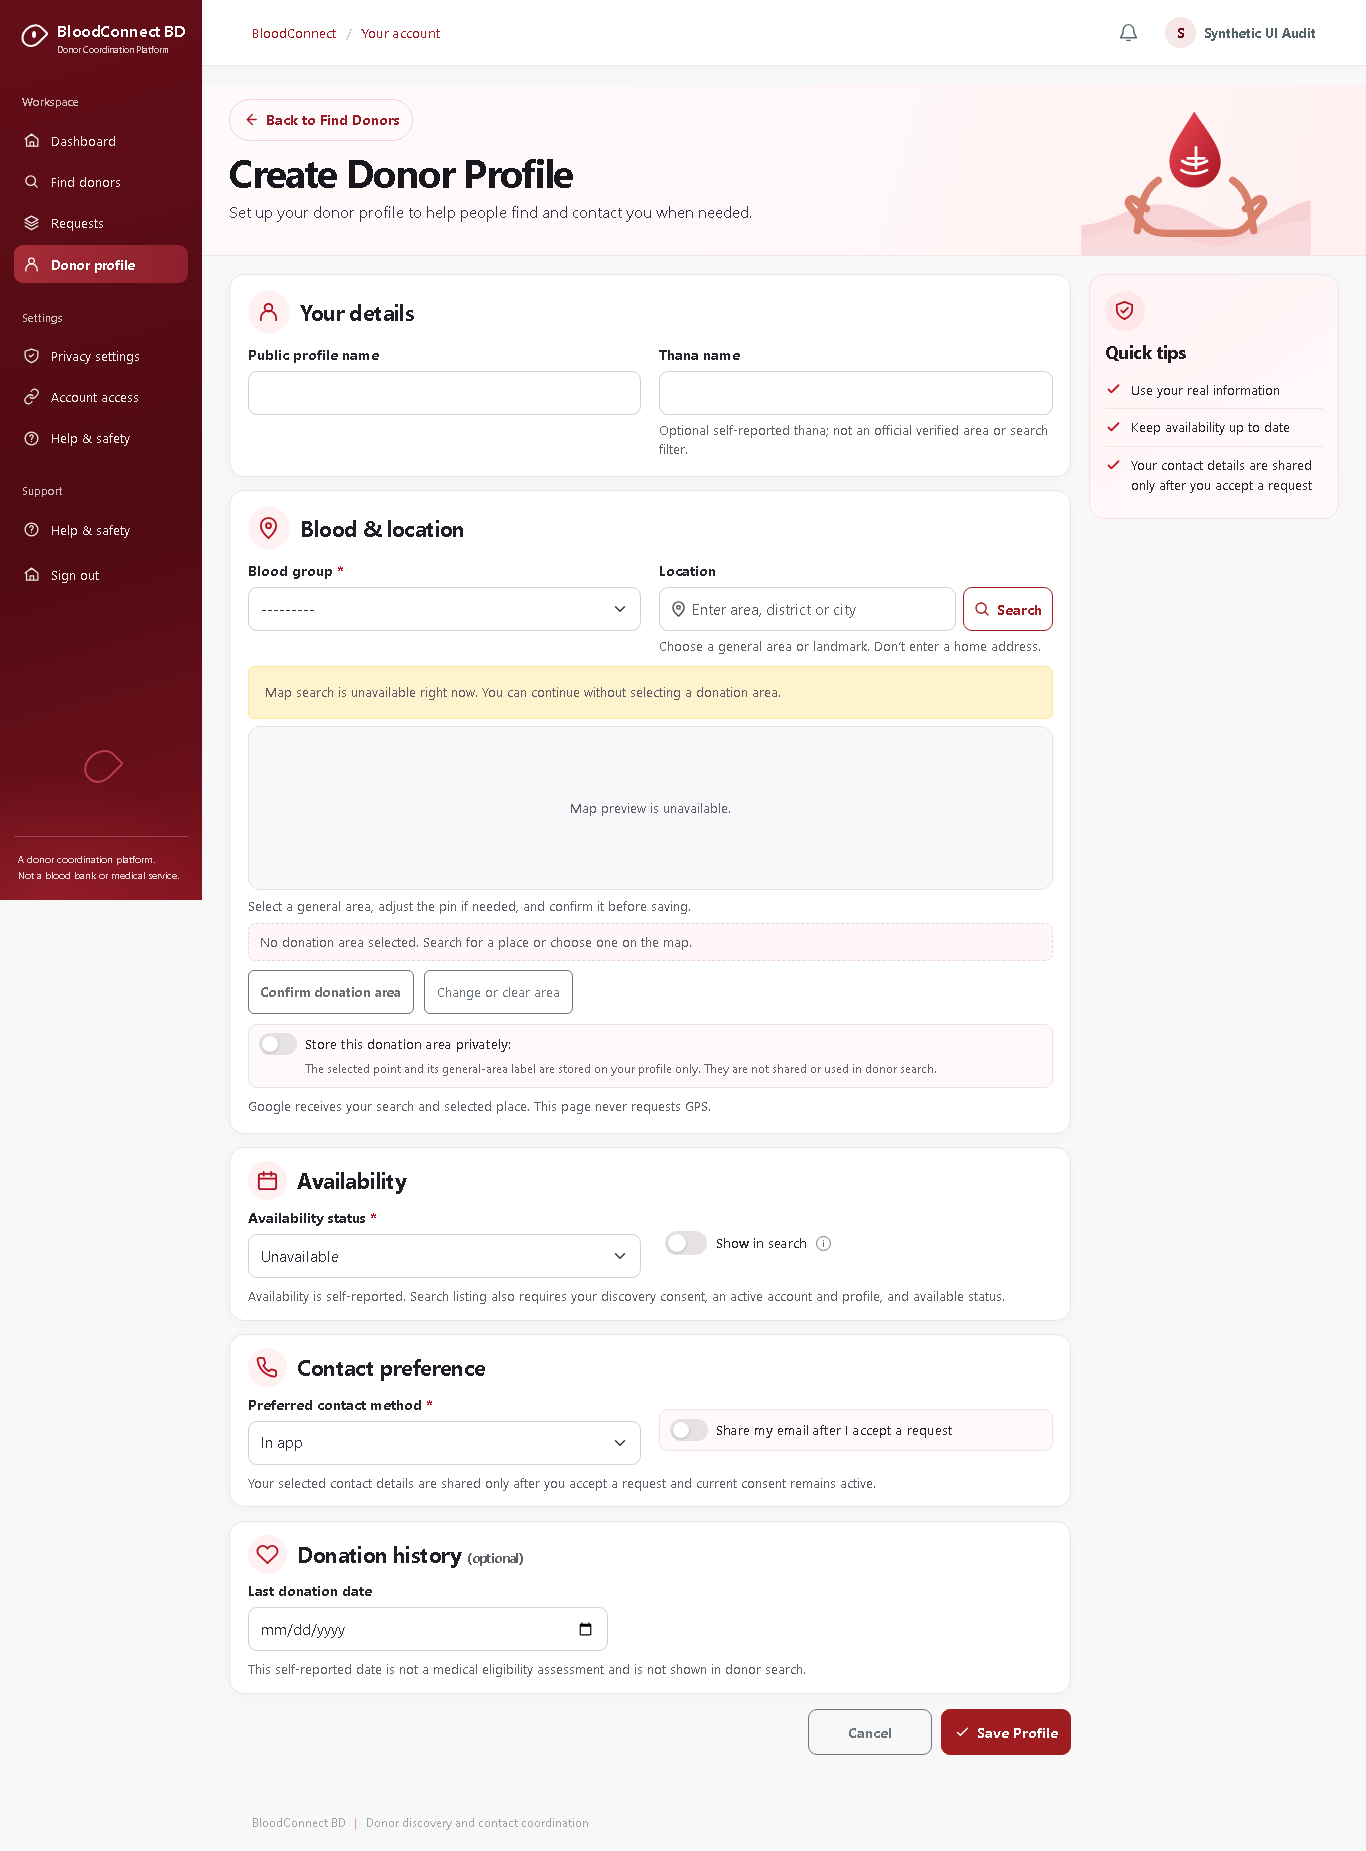 BloodConnect BD
Donor Coordination Platform
Workspace
Dashboard
Find donors
Requests
Donor profile
Settings
Privacy settings
Account access
Help & safety
Support
Help & safety
Sign out
A donor coordination platform.
Not a blood bank or medical service.
BloodConnect / Your account
S Synthetic UI Audit
Back to Find Donors
Create Donor Profile
Set up your donor profile to help people find and contact you when needed.
Your details
Public profile name
Thana name
Optional self-reported thana; not an official verified area or search
filter.
Blood & location
Blood group *
---------
Location
Enter area, district or city
Search
Choose a general area or landmark. Don't enter a home address.
Map search is unavailable right now. You can continue without selecting a donation area.
Map preview is unavailable.
Select a general area, adjust the pin if needed, and confirm it before saving.
No donation area selected. Search for a place or choose one on the map.
Confirm donation area
Change or clear area
Store this donation area privately:
The selected point and its general-area label are stored on your profile only. They are not shared or used in donor search.
Google receives your search and selected place. This page never requests GPS.
Availability
Availability status *
Unavailable
Show in search
Availability is self-reported. Search listing also requires your discovery consent, an active account and profile, and available status.
Contact preference
Preferred contact method *
In app
Share my email after I accept a request
Your selected contact details are shared only after you accept a request and current consent remains active.
Donation history (optional)
Last donation date
mm/dd/yyyy
This self-reported date is not a medical eligibility assessment and is not shown in donor search.
Cancel
Save Profile
Quick tips
Use your real information
Keep availability up to date
Your contact details are shared
only after you accept a request
BloodConnect BD | Donor discovery and contact coordination